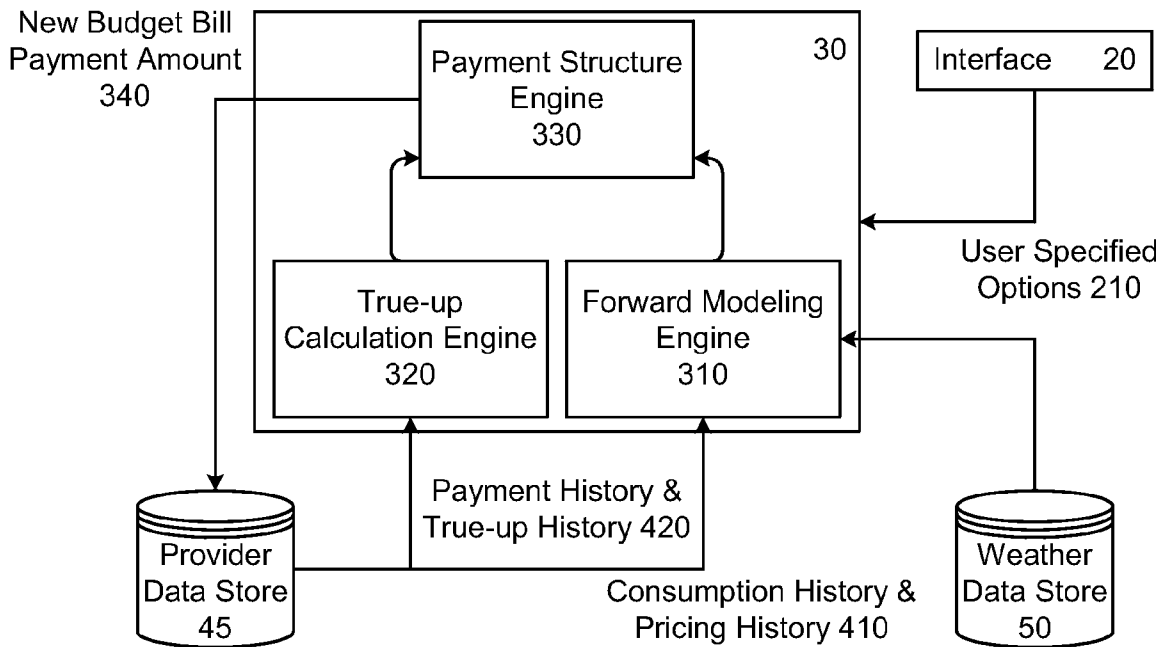 New Budget Bill
Payment Amount
340
Payment Structure
Engine
330
30
Interface 20
User Specified
Options 210
True-up
Calculation Engine
320
Forward Modeling
Engine
310
Payment History &
True-up History 420
Provider
Data Store
45
Consumption History &
Pricing History 410
Weather
Data Store
50